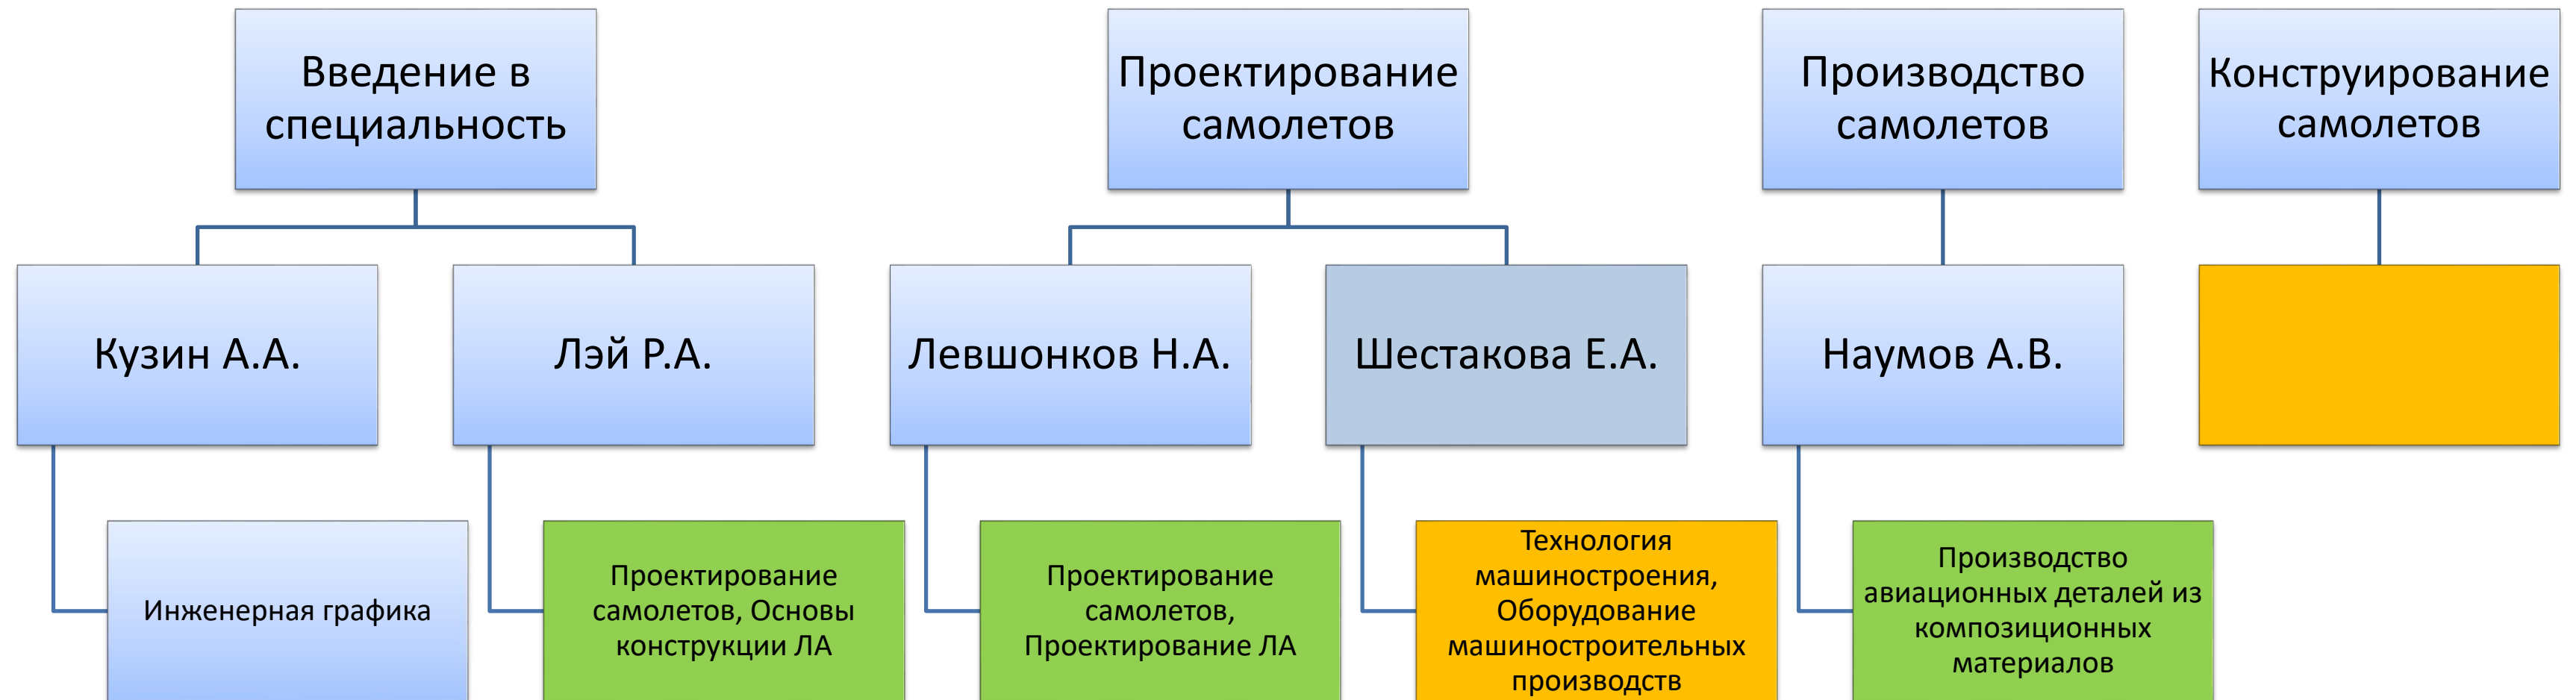 Введение в
специальность
Проектирование
самолетов
Производство
самолетов
Конструирование
самолетов
Кузин А.А.
Лэй Р.А.
Левшонков Н.А.
Шестакова Е.А.
Наумов А.В.
Инженерная графика
Проектирование
самолетов, Основы
конструкции ЛА
Проектирование
самолетов,
Проектирование ЛА
Технология
машиностроения,
Оборудование
машиностроительных
производств
Производство
авиационных деталей из
композиционных
материалов